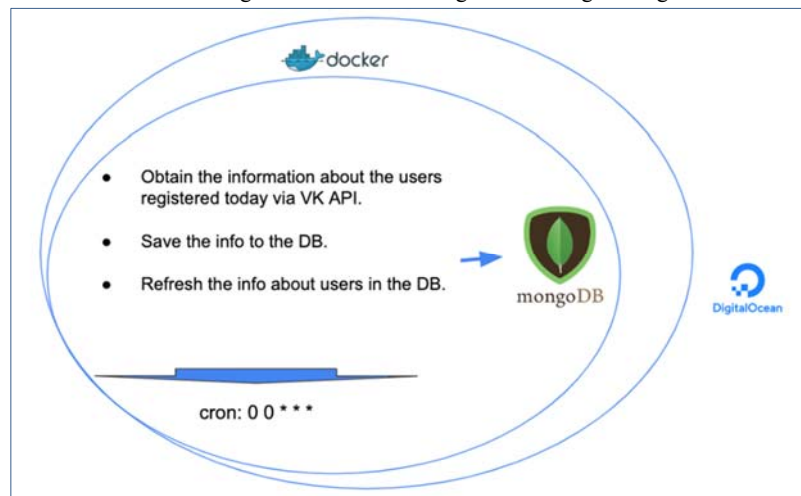 docker
● Obtain the information about the users
registered today via VK API.
● Save the info to the DB.
● Refresh the info about users in the DB.
mongoDB
DigitalOcean
cron: 0 0 * * *